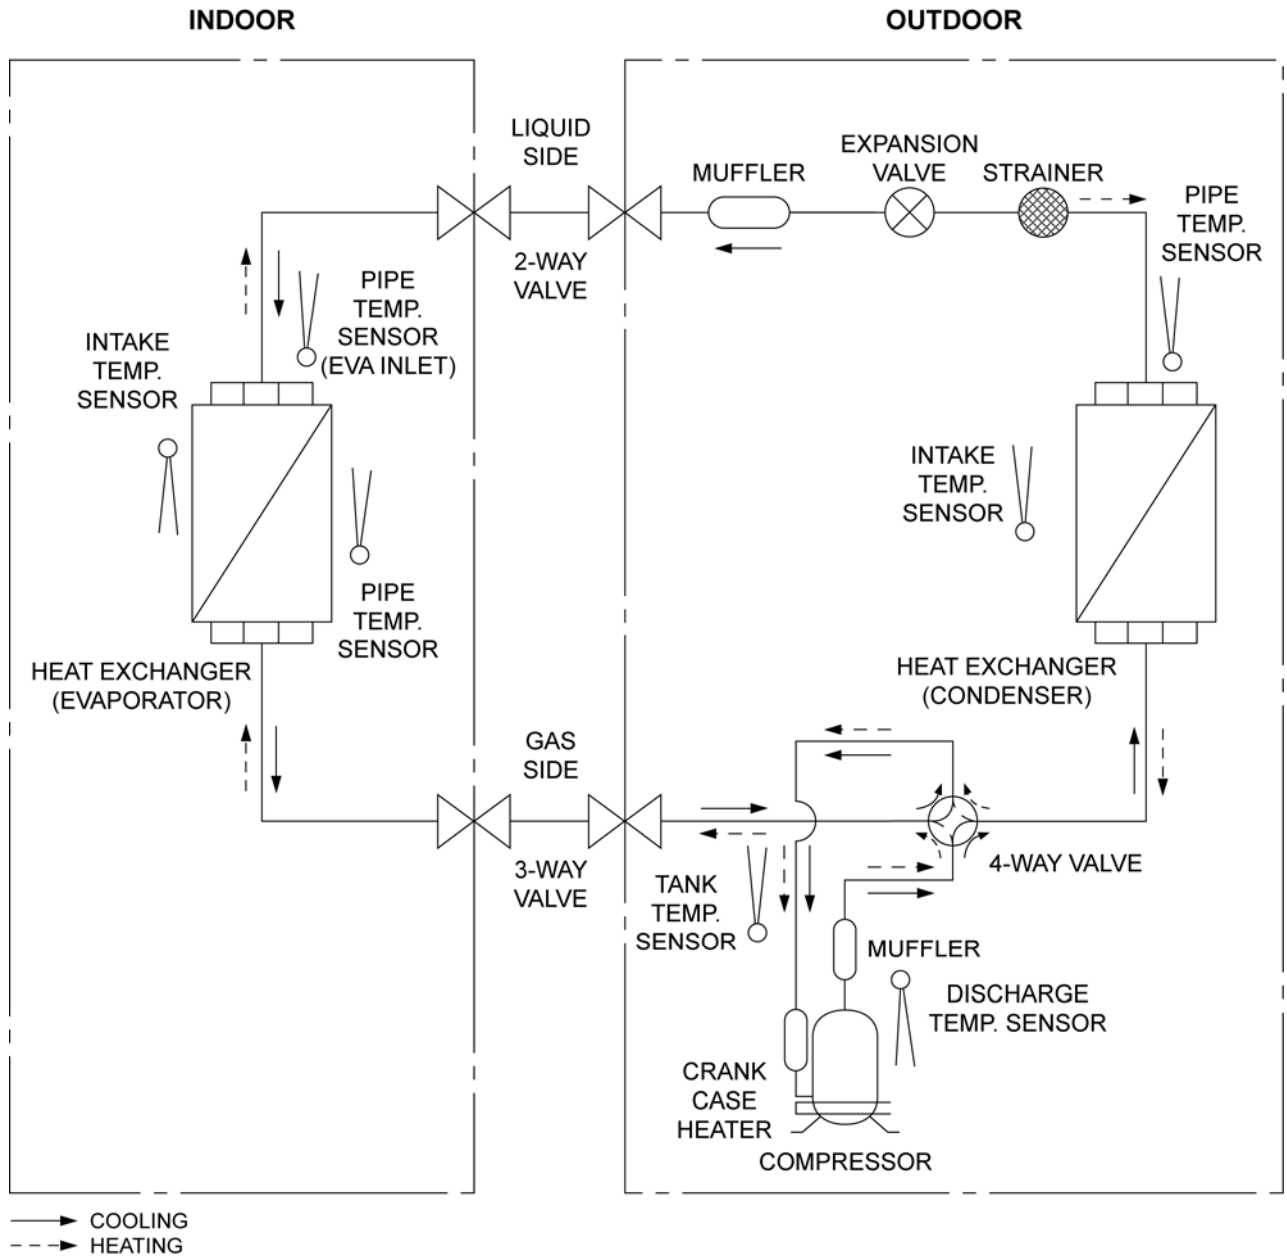 INDOOR
OUTDOOR
LIQUID
SIDE
2-WAY
VALVE
MUFFLER
EXPANSION
VALVE
STRAINER
PIPE
TEMP.
SENSOR
PIPE
TEMP.
SENSOR
(EVA INLET)
INTAKE
TEMP.
SENSOR
PIPE
TEMP.
SENSOR
INTAKE
TEMP.
SENSOR
HEAT EXCHANGER
(EVAPORATOR)
HEAT EXCHANGER
(CONDENSER)
GAS
SIDE
3-WAY
VALVE
4-WAY VALVE
TANK
TEMP.
SENSOR
MUFFLER
DISCHARGE
TEMP. SENSOR
CRANK
CASE
HEATER
COMPRESSOR
COOLING
HEATING